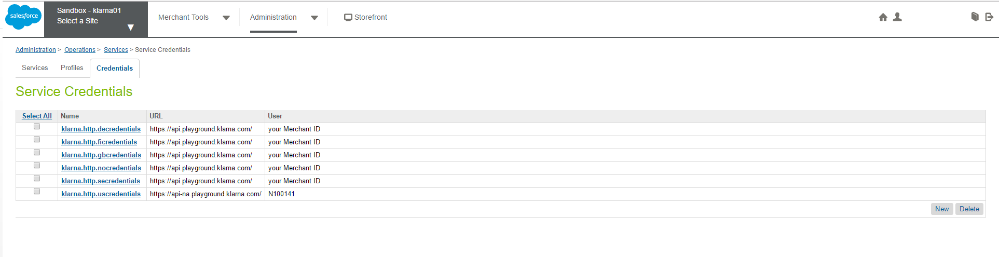 salesforce
Sandbox - klarna01
Select a Site
Merchant Tools
Administration
Storefront
Administration > Operations > Services > Service Credentials
Services Profiles Credentials
Service Credentials
Select All Name URL User
klarna.http.decredentials https://api.playground.klarna.com/ your Merchant ID
klarna.http.ficredentials https://api.playground.klarna.com/ your Merchant ID
klarna.http.gbcredentials https://api.playground.klarna.com/ your Merchant ID
klarna.http.nocredentials https://api.playground.klarna.com/ your Merchant ID
klarna.http.secredentials https://api.playground.klarna.com/ your Merchant ID
klarna.http.uscredentials https://api-na.playground.klarna.com/ N100141
New Delete